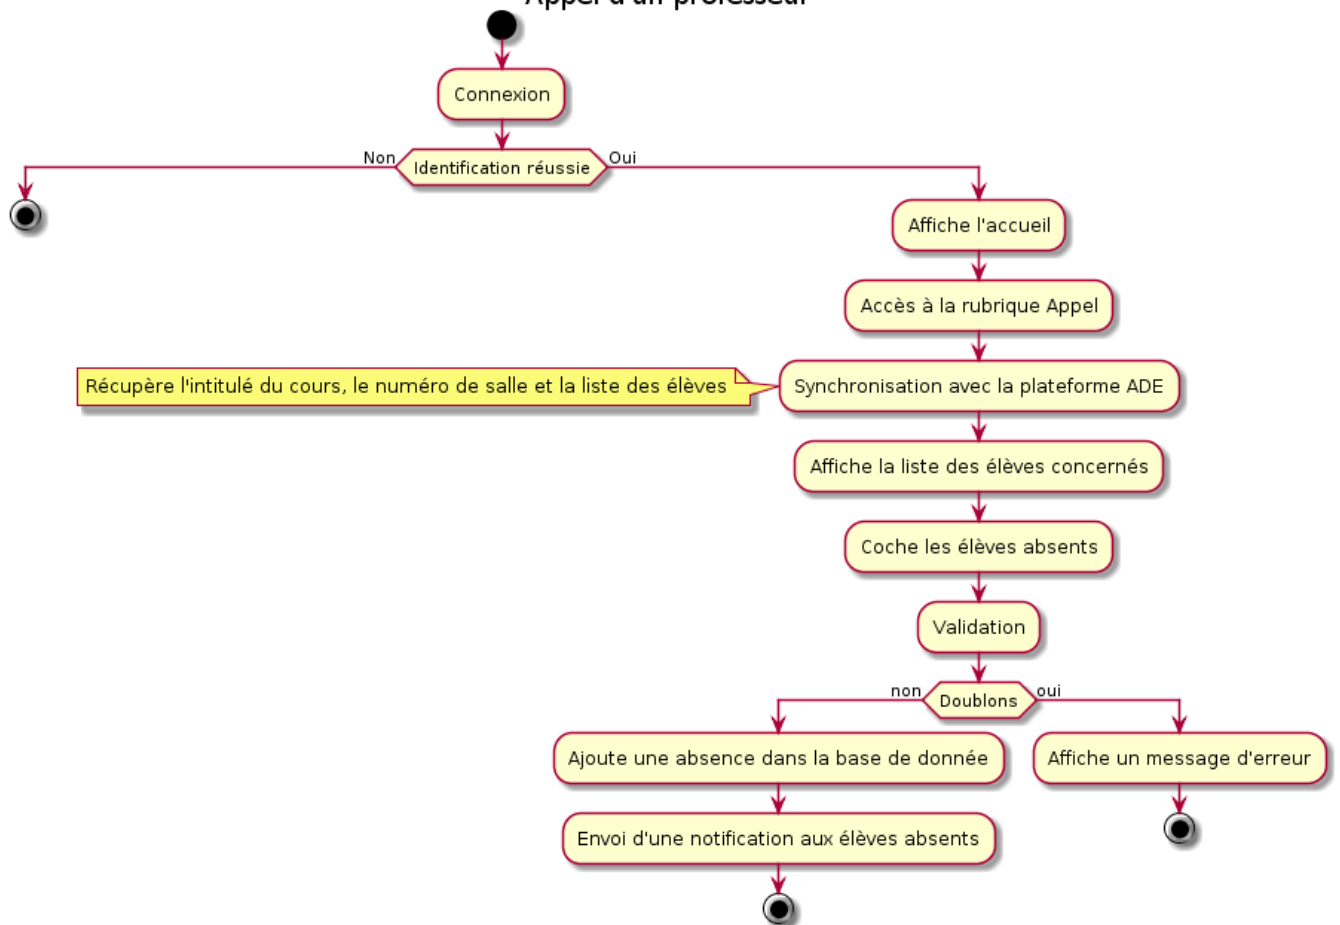 Appel d'un professeur
Connexion
Non
Identification réussie
Oui
Affiche l'accueil
Accès à la rubrique Appel
Récupère l'intitulé du cours, le numéro de salle et la liste des élèves
Synchronisation avec la plateforme ADE
Affiche la liste des élèves concernés
Coche les élèves absents
Validation
non
Doublons
oui
Ajoute une absence dans la base de donnée
Affiche un message d'erreur
Envoi d'une notification aux élèves absents